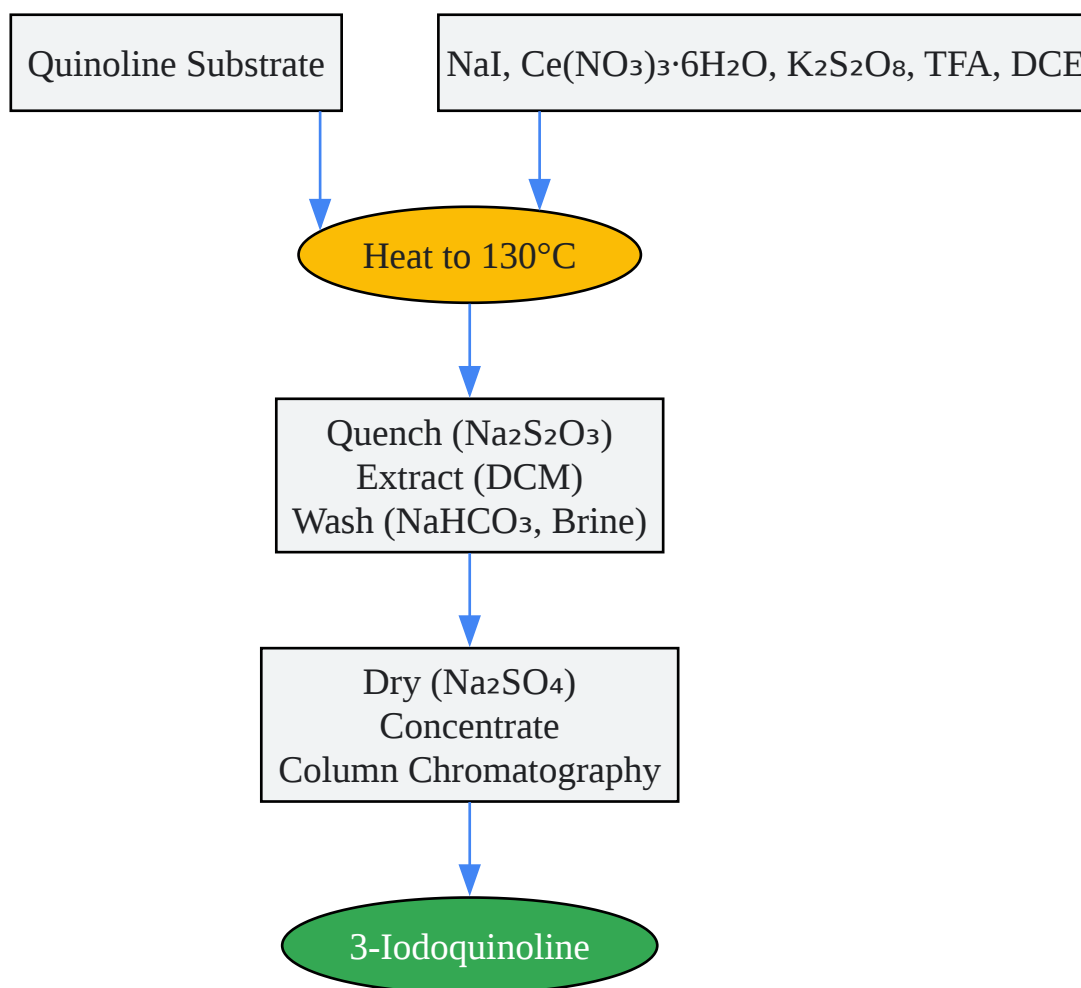 Quinoline Substrate
NaI, Ce(NO₃)₃·6H₂O, K₂S₂O₈, TFA, DCE
Heat to 130°C
Quench (Na₂S₂O₃)
Extract (DCM)
Wash (NaHCO₃, Brine)
Dry (Na₂SO₄)
Concentrate
Column Chromatography
3-Iodoquinoline